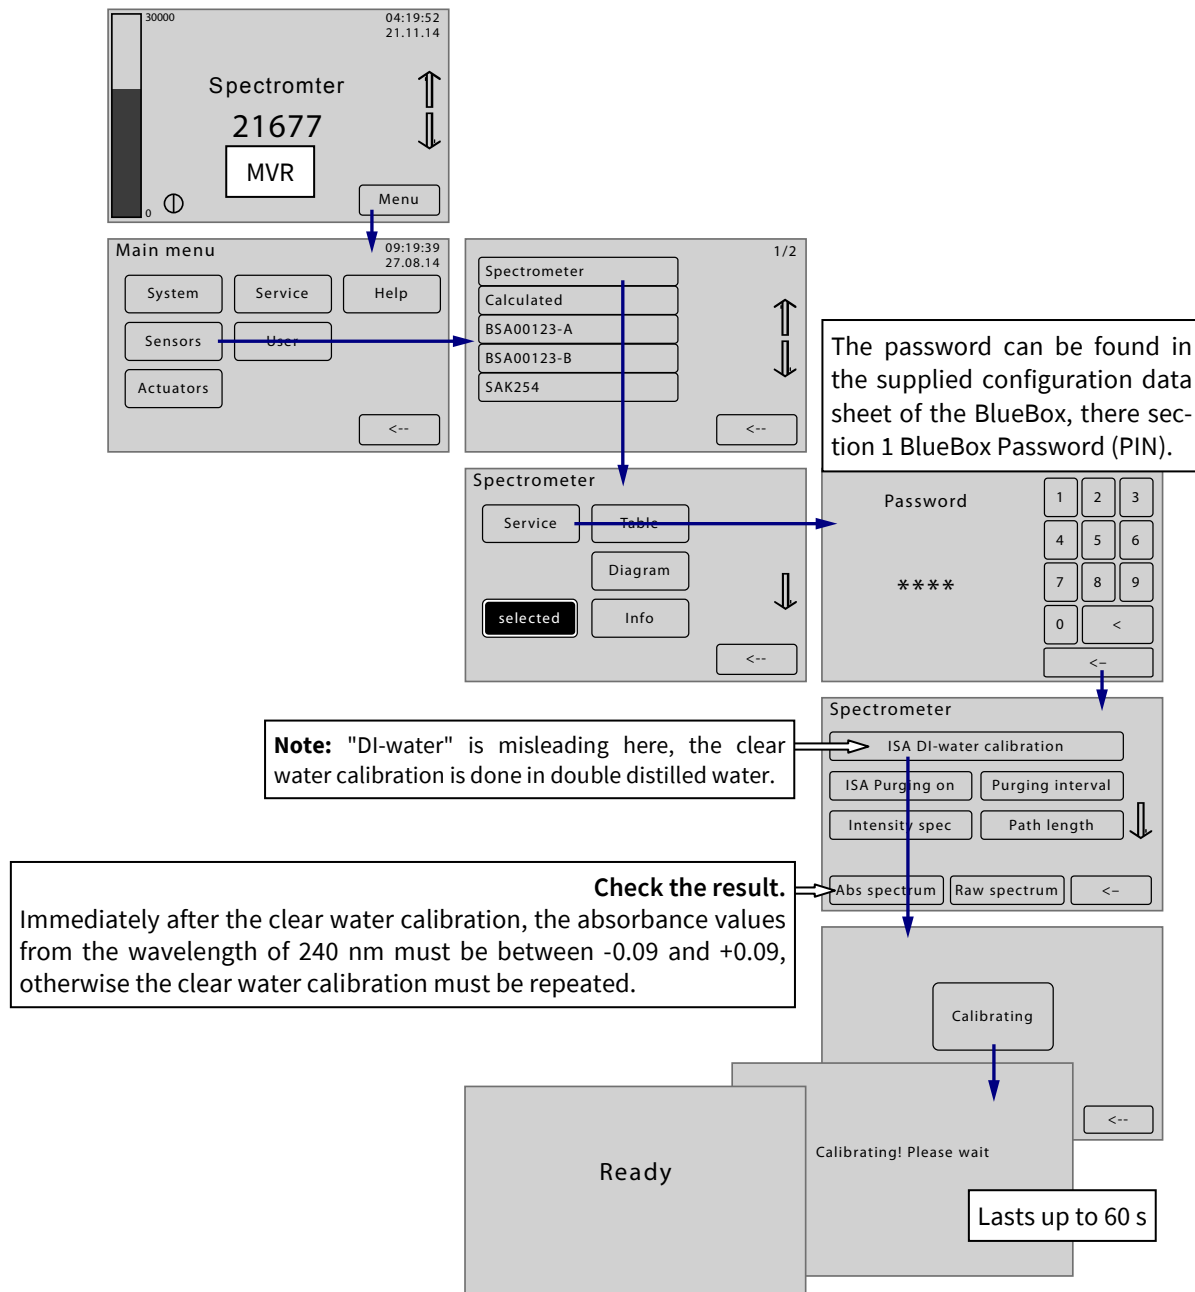 30000
04:19:52
21.11.14
Spectromter
21677
MVR
0
Menu
Main menu
09:19:39
27.08.14
System
Service
Help
Sensors
User
Actuators
<--
1/2
Spectrometer
Calculated
BSA00123-A
BSA00123-B
SAK254
<--
The password can be found in
the supplied configuration data
sheet of the BlueBox, there sec-
tion 1 BlueBox Password (PIN).
Spectrometer
Service
Table
Diagram
selected
Info
<--
Password
****
1 2 3
4 5 6
7 8 9
0 <
<–
Note: "DI-water" is misleading here, the clear
water calibration is done in double distilled water.
Spectrometer
ISA DI-water calibration
ISA Purging on
Purging interval
Intensity spec
Path length
Abs spectrum
Raw spectrum
<–
Check the result.
Immediately after the clear water calibration, the absorbance values
from the wavelength of 240 nm must be between -0.09 and +0.09,
otherwise the clear water calibration must be repeated.
Calibrating
<--
Calibrating! Please wait
Lasts up to 60 s
Ready